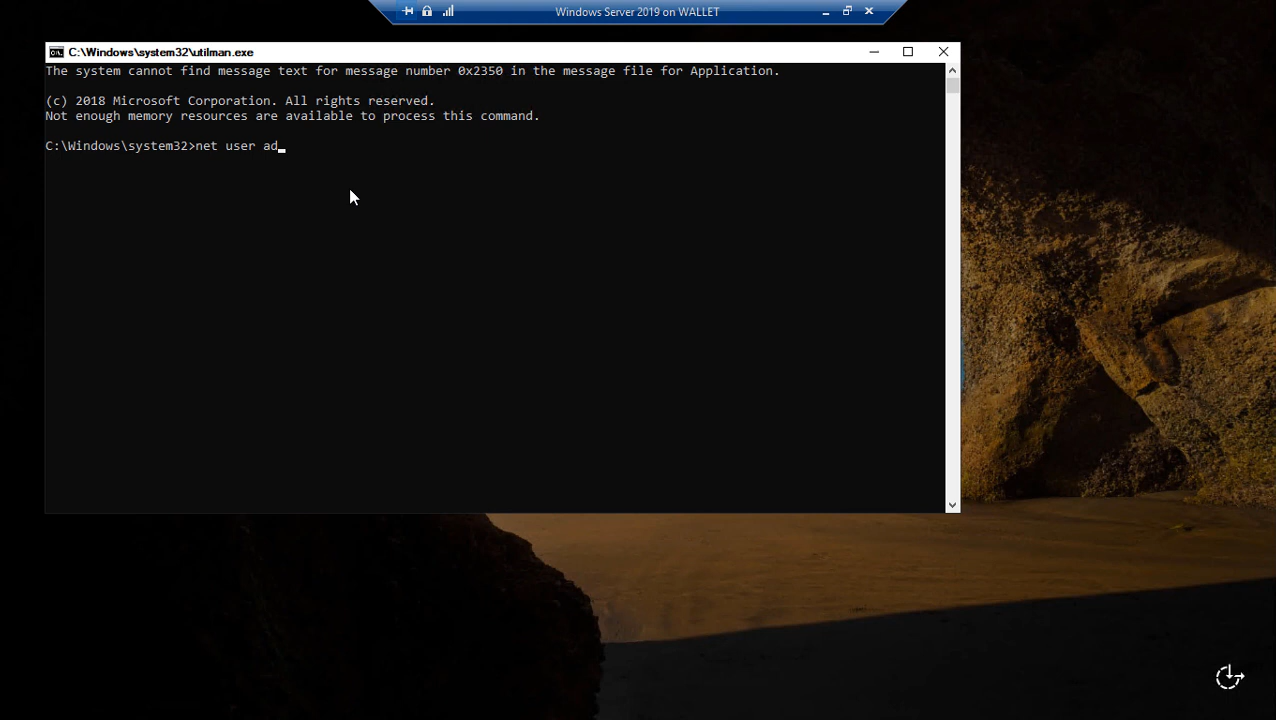 Windows Server 2019 on WALLET
C:\Windows\system32\utilman.exe
The system cannot find message text for message number 0x2350 in the message file for Application.
(c) 2018 Microsoft Corporation. All rights reserved.
Not enough memory resources are available to process this command.
C:\Windows\system32>net user ad_